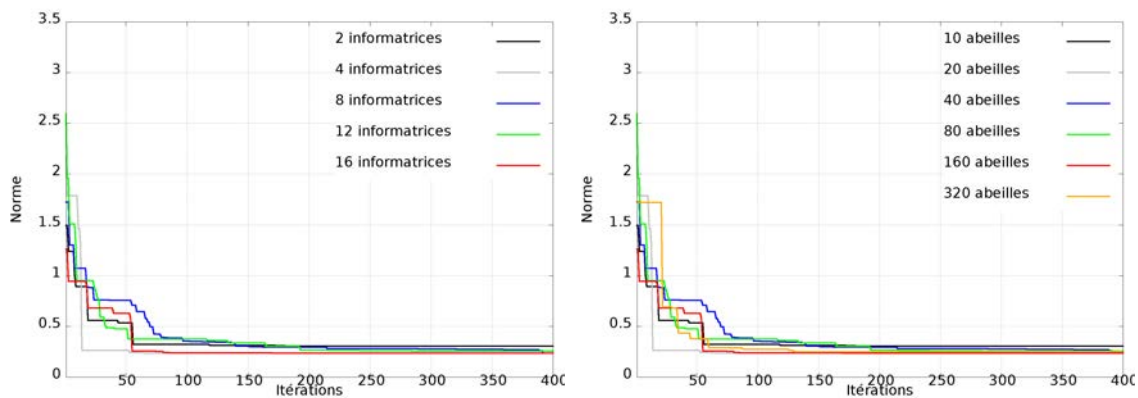 3.5
3
2.5
2
1.5
1
0.5
0
50
100
150
200
250
300
350
400
Norme
Itérations
2 informatrices
4 informatrices
8 informatrices
12 informatrices
16 informatrices
3.5
3
2.5
2
1.5
1
0.5
0
50
100
150
200
250
300
350
400
Norme
Itérations
10 abeilles
20 abeilles
40 abeilles
80 abeilles
160 abeilles
320 abeilles